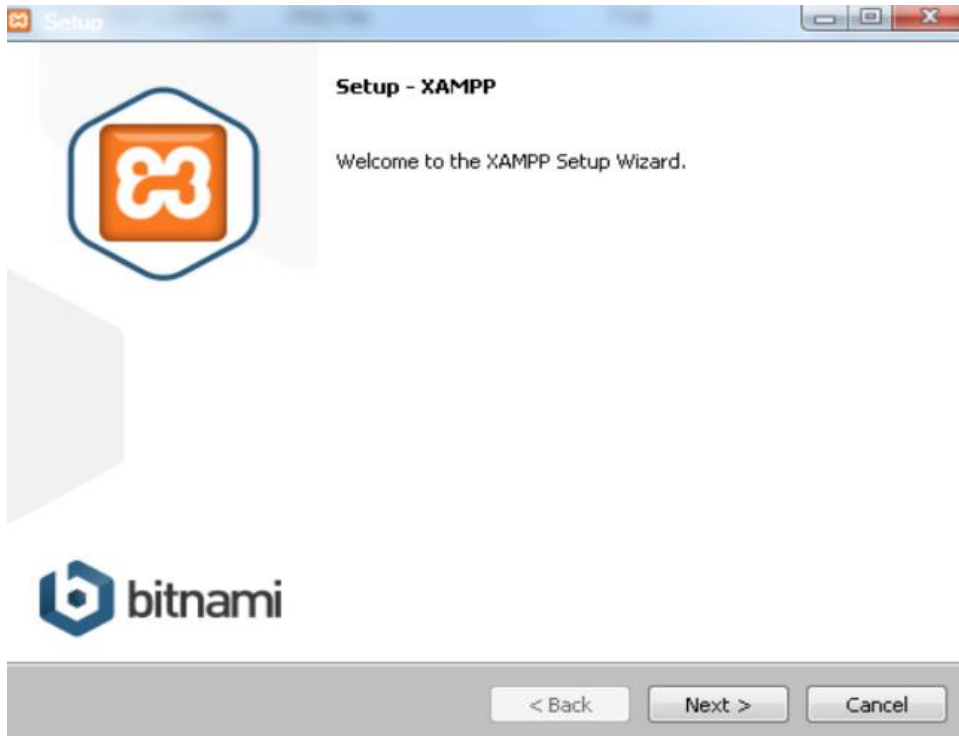 Setup
Setup - XAMPP
Welcome to the XAMPP Setup Wizard.
bitnami
< Back
Next >
Cancel